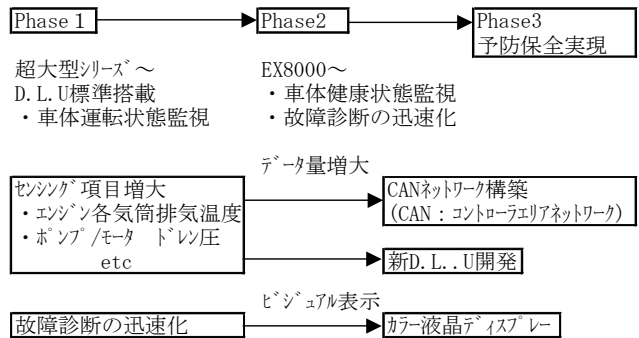 Phase１
Phase2
Phase3
予防保全実現
超大型ｼﾘｰｽﾞ～
D.L.U標準搭載
・車体運転状態監視
EX8000～
・車体健康状態監視
・故障診断の迅速化
ﾃﾞｰﾀ量増大
ｾﾝｼﾝｸﾞ項目増大
・ｴﾝｼﾞﾝ各気筒排気温度
・ﾎﾟﾝﾌﾟ/ﾓｰﾀ ﾄﾞﾚﾝ圧
etc
CANﾈｯﾄﾜｰｸ構築
(CAN：ｺﾝﾄﾛｰﾗｴﾘｱﾈｯﾄﾜｰｸ)
新D.L..U開発
ﾋﾞｼﾞｭｱﾙ表示
故障診断の迅速化
ｶﾗｰ液晶ﾃﾞｨｽﾌﾟﾚｰ